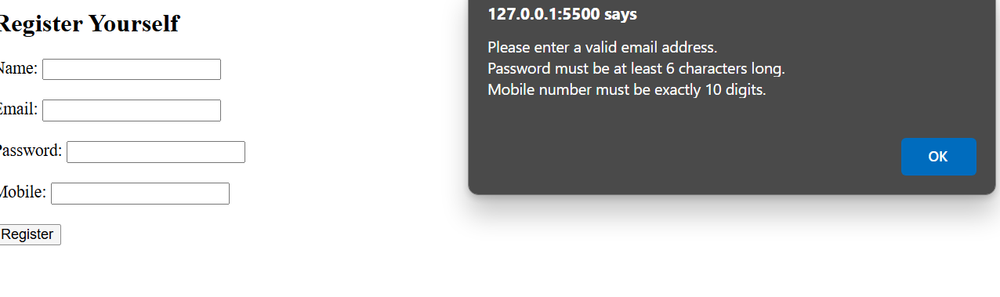 Register Yourself
Name:
Email:
Password:
Mobile:
Register
127.0.0.1:5500 says
Please enter a valid email address.
Password must be at least 6 characters long.
Mobile number must be exactly 10 digits.
OK